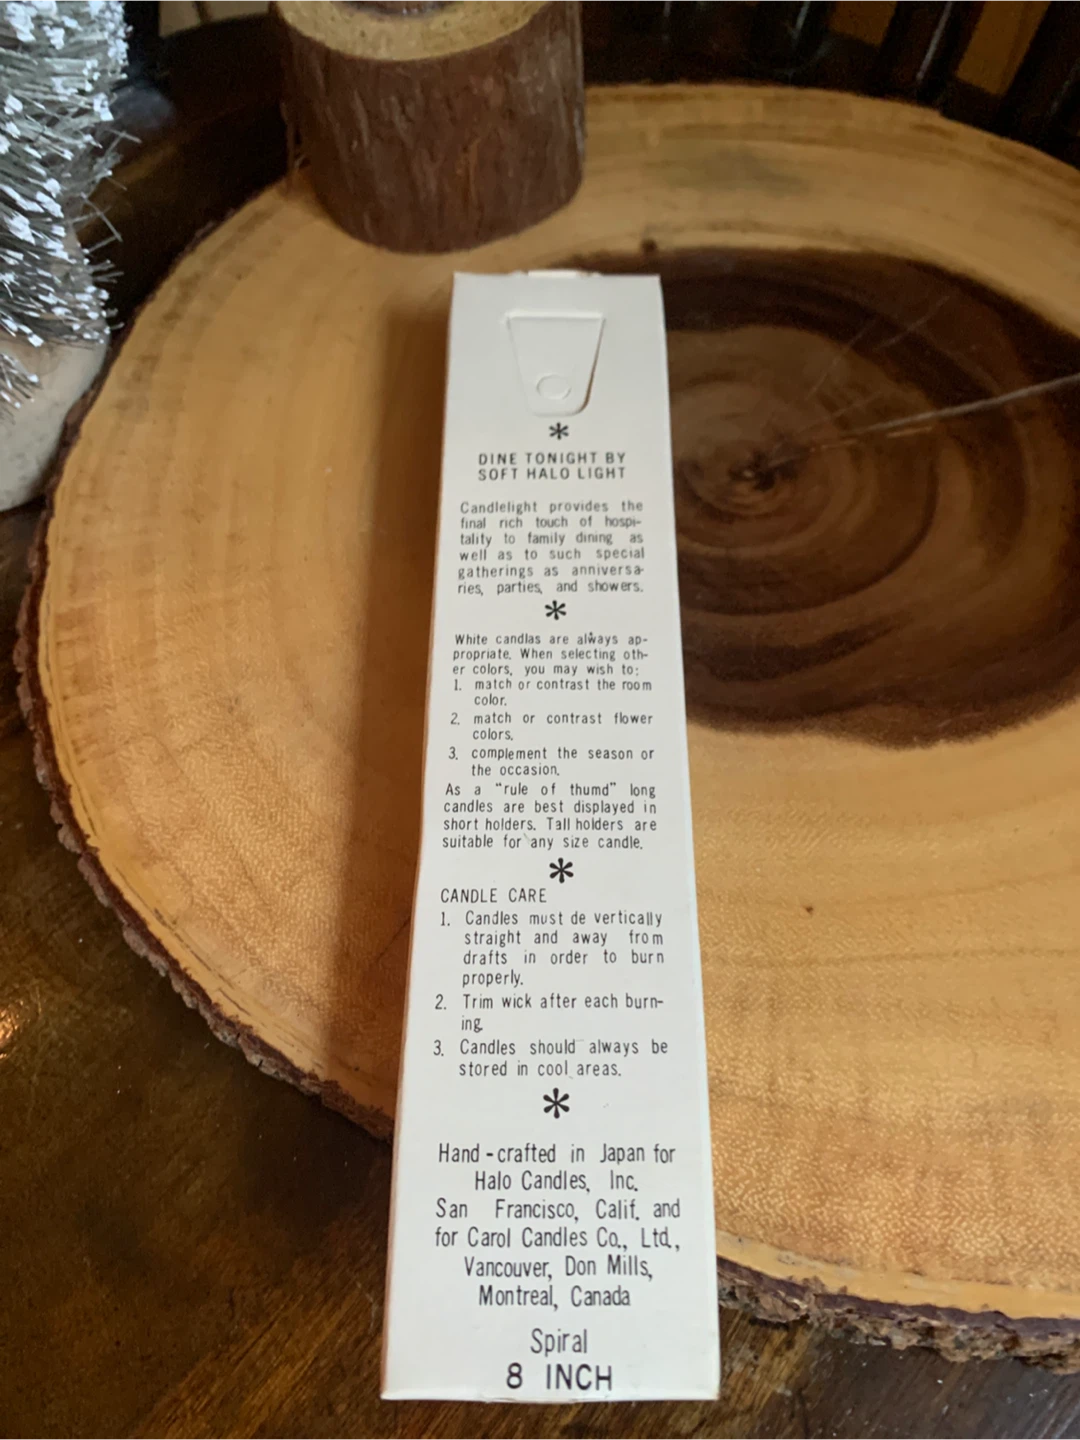 *
DINE TONIGHT BY
SOFT HALO LIGHT
Candlelight provides the
final rich touch of hospi-
tality to family dining as
well as to such special
gatherings as anniversa-
ries, parties, and showers.
*
White candlas are always ap-
propriate. When selecting oth-
er colors, you may wish to:
1. match or contrast the room
color.
2. match or contrast flower
colors.
3. complement the season or
the occasion.
As a "rule of thumd" long
candles are best displayed in
short holders. Tall holders are
suitable for any size candle.
*
CANDLE CARE
1. Candles must de vertically
straight and away from
drafts in order to burn
properly.
2. Trim wick after each burn-
ing.
3. Candles should always be
stored in cool areas.
*
Hand-crafted in Japan for
Halo Candles, Inc.
San Francisco, Calif. and
for Carol Candles Co., Ltd.,
Vancouver, Don Mills,
Montreal, Canada
Spiral
8 INCH